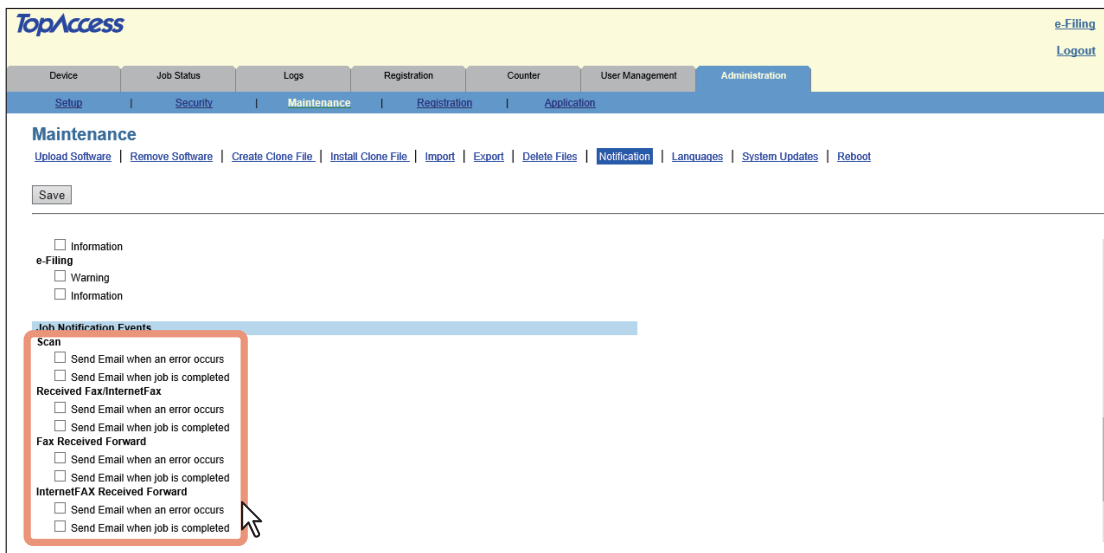 TopAccess
e-Filing
Logout
Device Job Status Logs Registration Counter User Management Administration
Setup | Security | Maintenance | Registration | Application
Maintenance
Upload Software | Remove Software | Create Clone File | Install Clone File | Import | Export | Delete Files | Notification | Languages | System Updates | Reboot
Save
Information
e-Filing
Warning
Information
Job Notification Events
Scan
Send Email when an error occurs
Send Email when job is completed
Received Fax/InternetFax
Send Email when an error occurs
Send Email when job is completed
Fax Received Forward
Send Email when an error occurs
Send Email when job is completed
InternetFAX Received Forward
Send Email when an error occurs
Send Email when job is completed